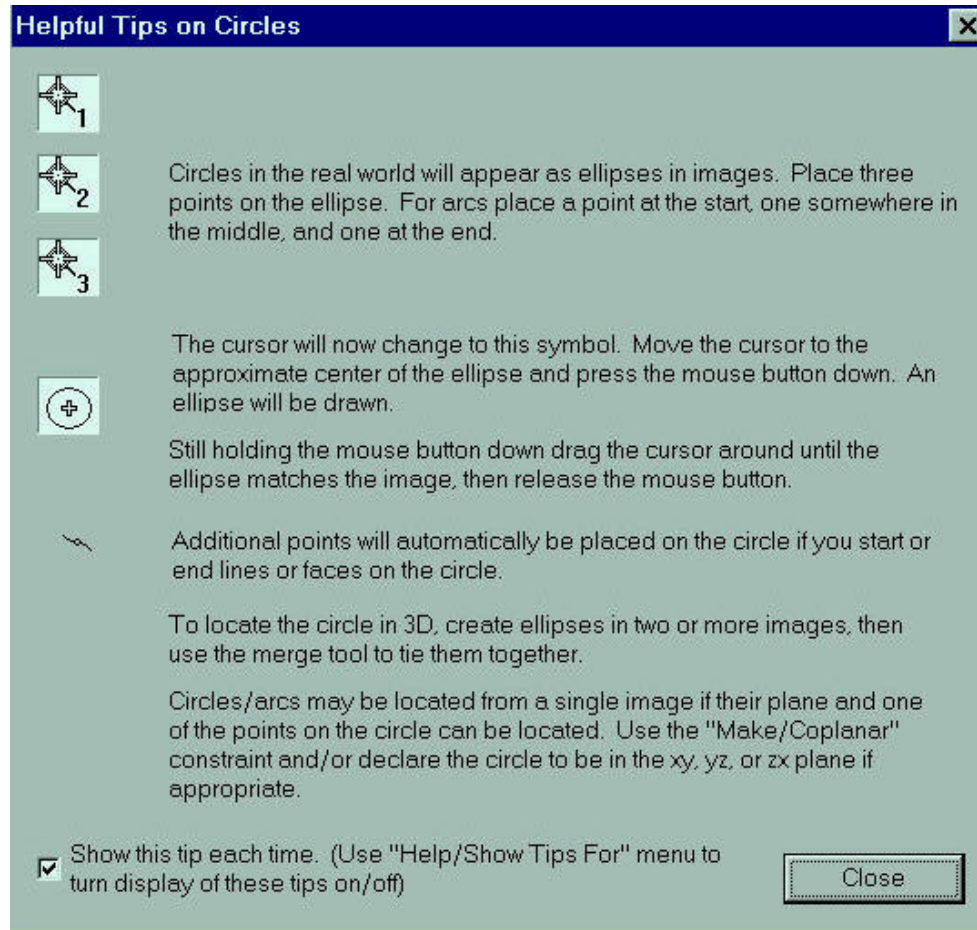 Helpful Tips on Circles
1
2
3
Circles in the real world will appear as ellipses in images. Place three
points on the ellipse. For arcs place a point at the start, one somewhere in
the middle, and one at the end.
The cursor will now change to this symbol. Move the cursor to the
approximate center of the ellipse and press the mouse button down. An
ellipse will be drawn.
Still holding the mouse button down drag the cursor around until the
ellipse matches the image, then release the mouse button.
Additional points will automatically be placed on the circle if you start or
end lines or faces on the circle.
To locate the circle in 3D, create ellipses in two or more images, then
use the merge tool to tie them together.
Circles/arcs may be located from a single image if their plane and one
of the points on the circle can be located. Use the "Make/Coplanar"
constraint and/or declare the circle to be in the xy, yz, or zx plane if
appropriate.
Show this tip each time. (Use "Help/Show Tips For" menu to
turn display of these tips on/off)
Close